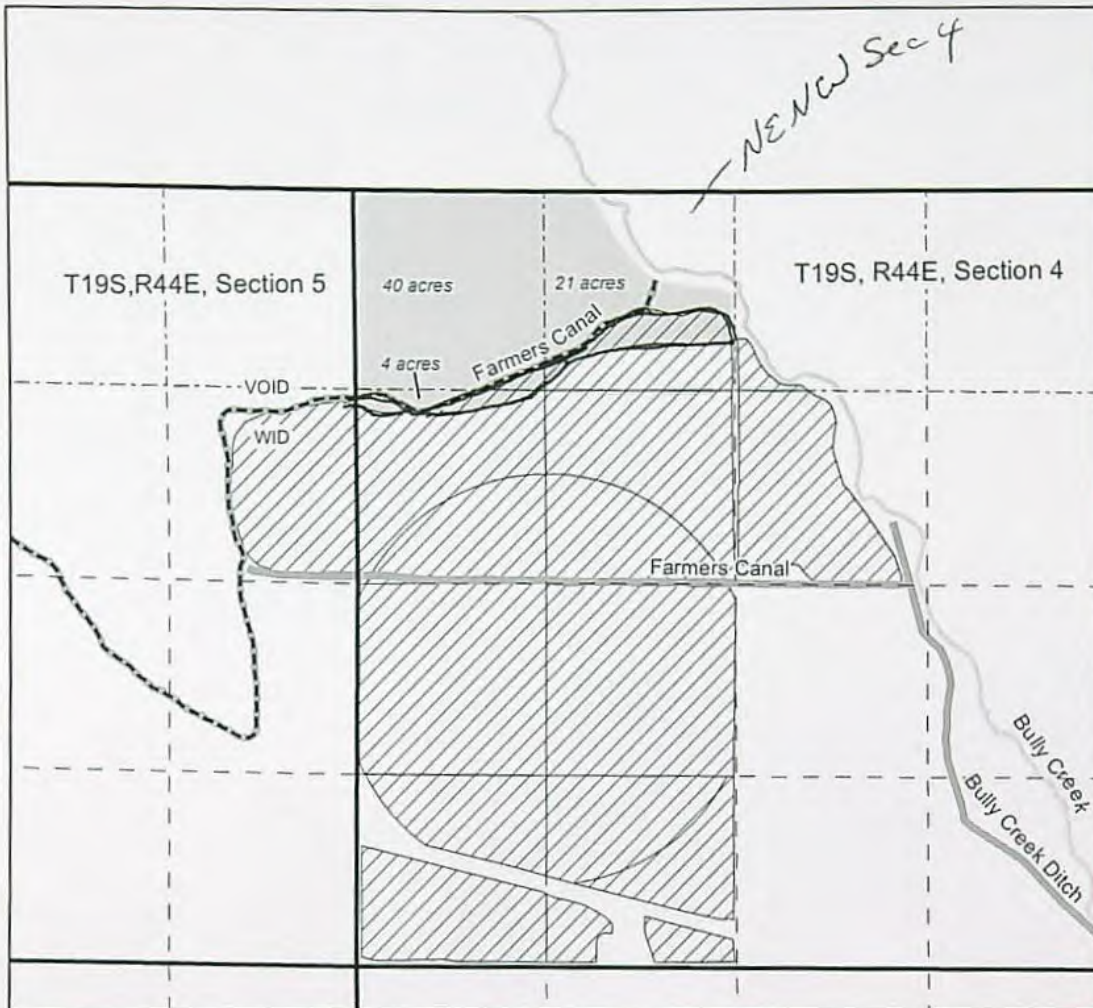 NENW Sec 4
T19S,R44E, Section 5
40 acres
21 acres
T19S, R44E, Section 4
4 acres
Farmers Canal
VOID
WID
Farmers Canal
Bully Creek
Bully Creek Ditch